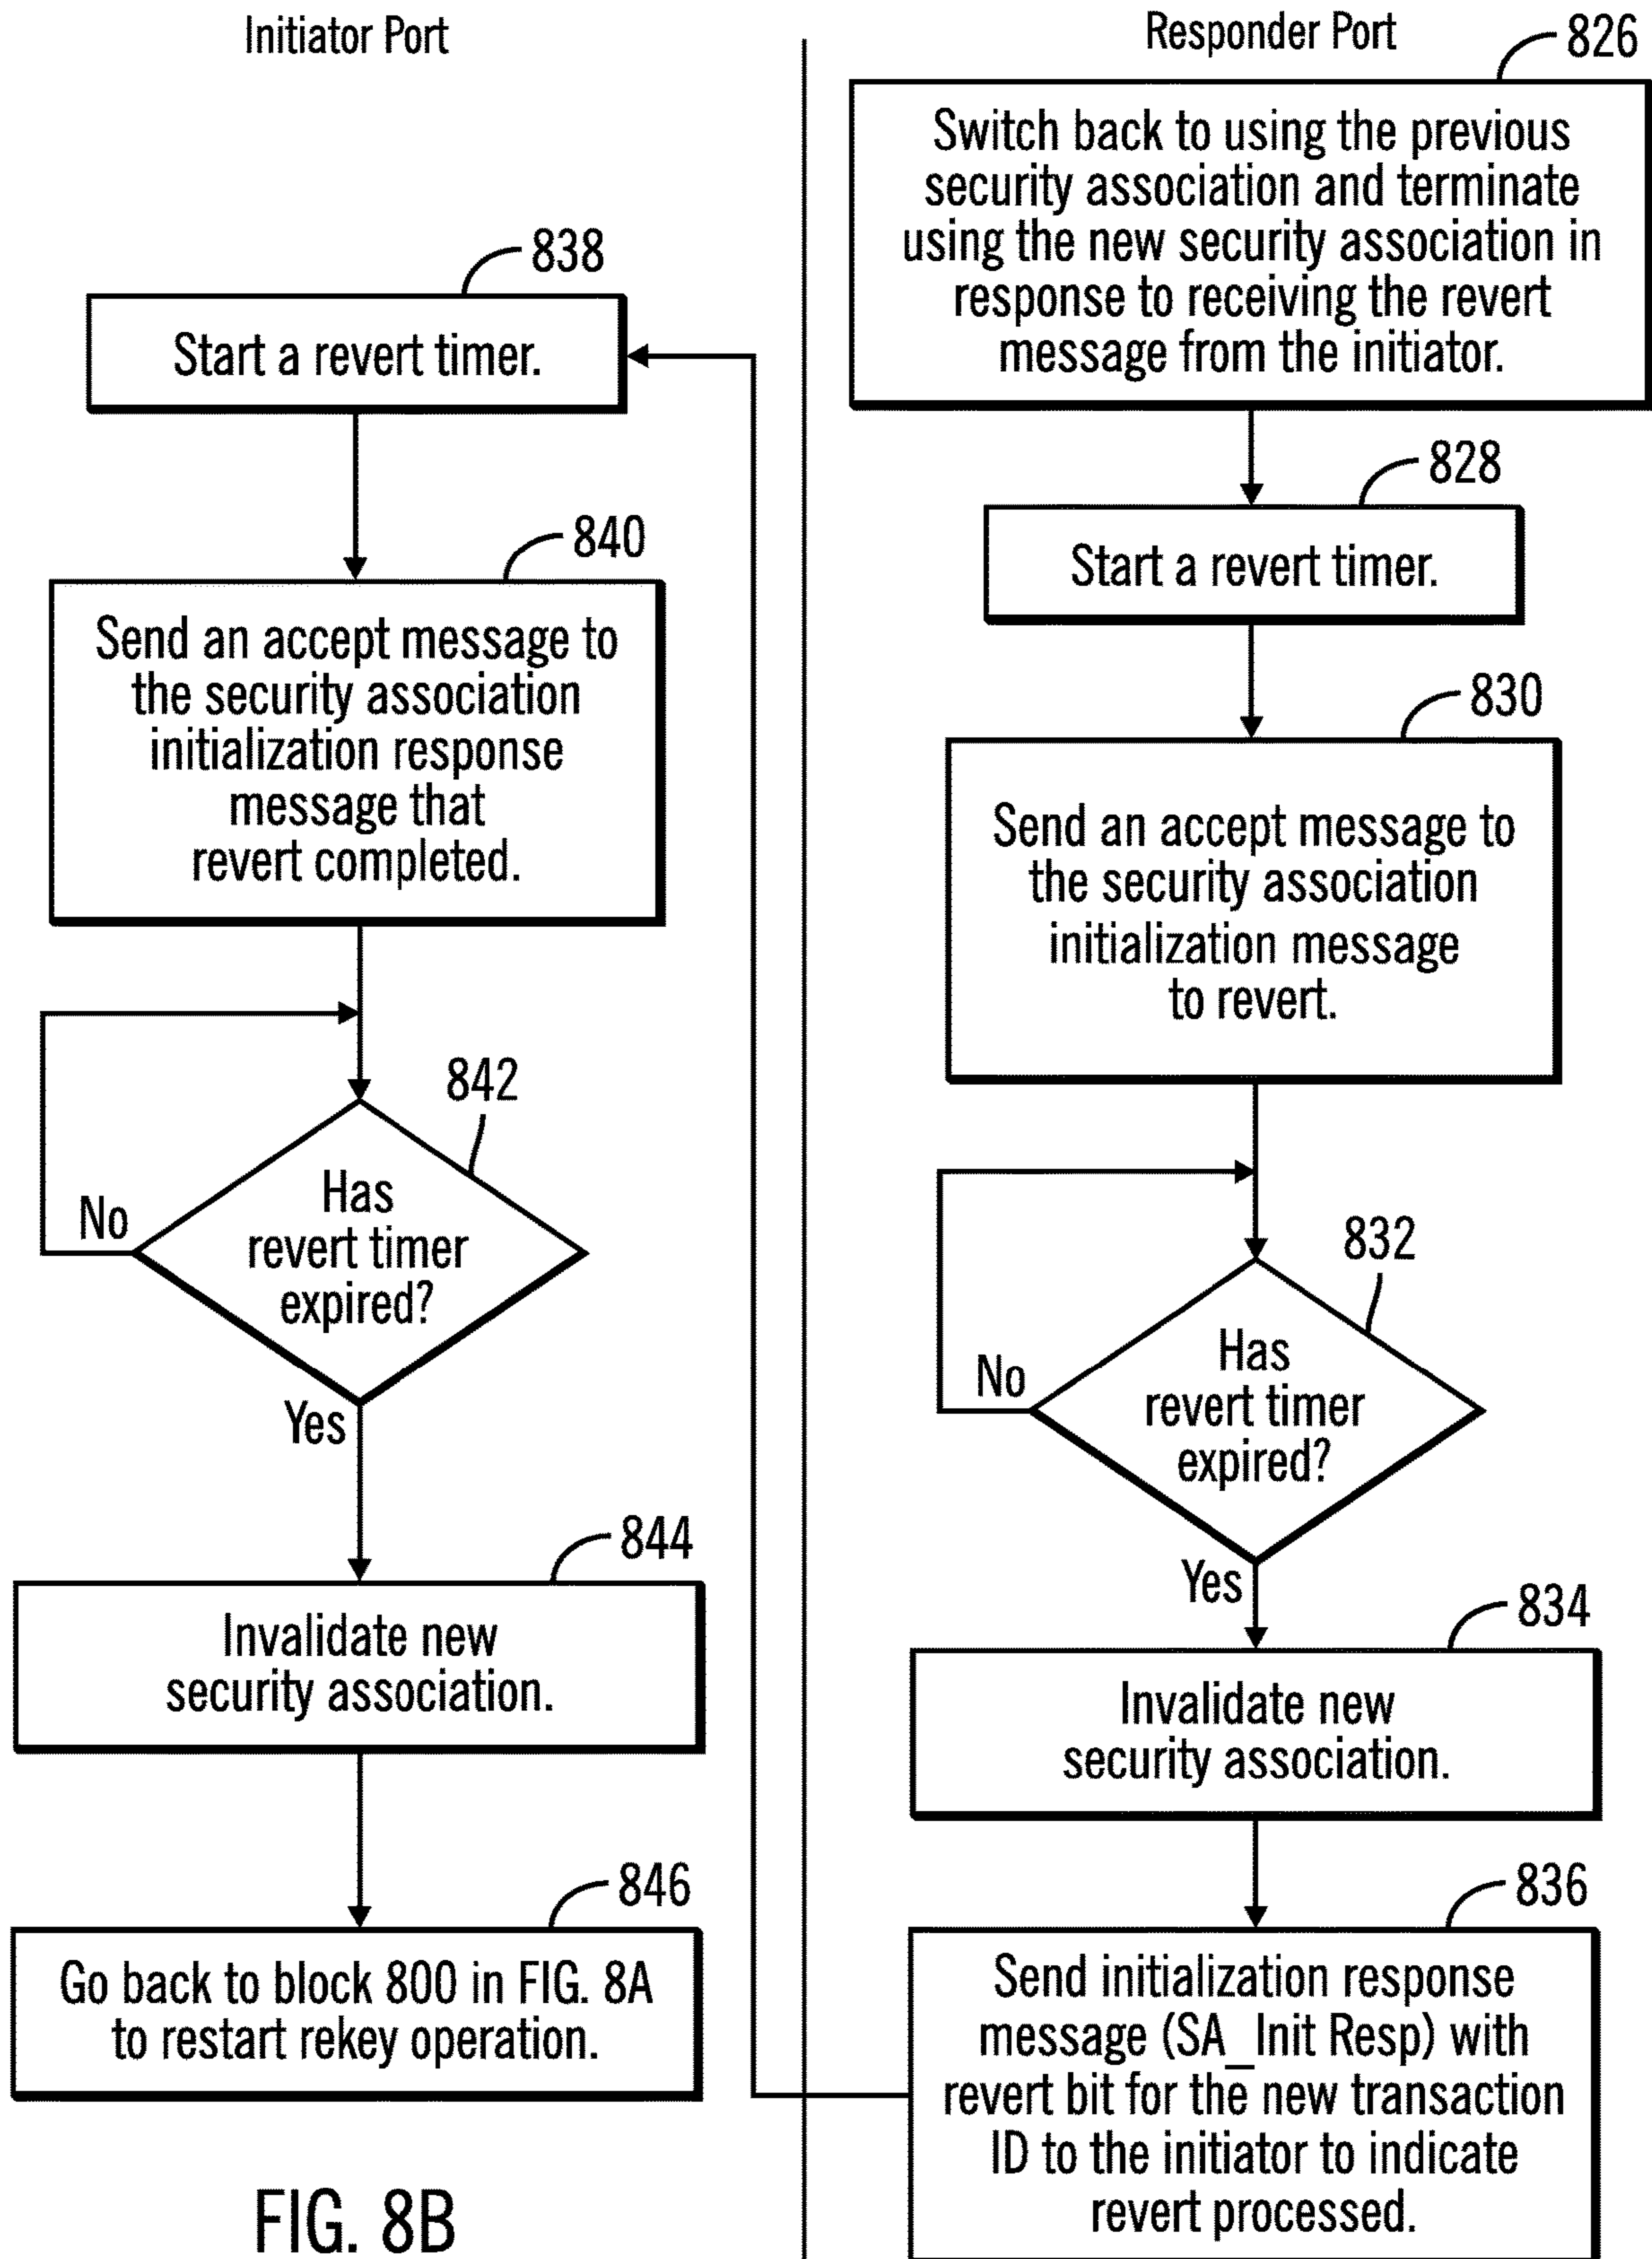 Initiator Port
838
Start a revert timer.
840
Send an accept message to
the security association
initialization response
message that
revert completed.
842
Has
revert timer
expired?
No
Yes
844
Invalidate new
security association.
846
Go back to block 800 in FIG. 8A
to restart rekey operation.
FIG. 8B
Responder Port
826
Switch back to using the previous
security association and terminate
using the new security association in
response to receiving the revert
message from the initiator.
828
Start a revert timer.
830
Send an accept message to
the security association
initialization message
to revert.
832
Has
revert timer
expired?
No
Yes
834
Invalidate new
security association.
836
Send initialization response
message (SA_Init Resp) with
revert bit for the new transaction
ID to the initiator to indicate
revert processed.